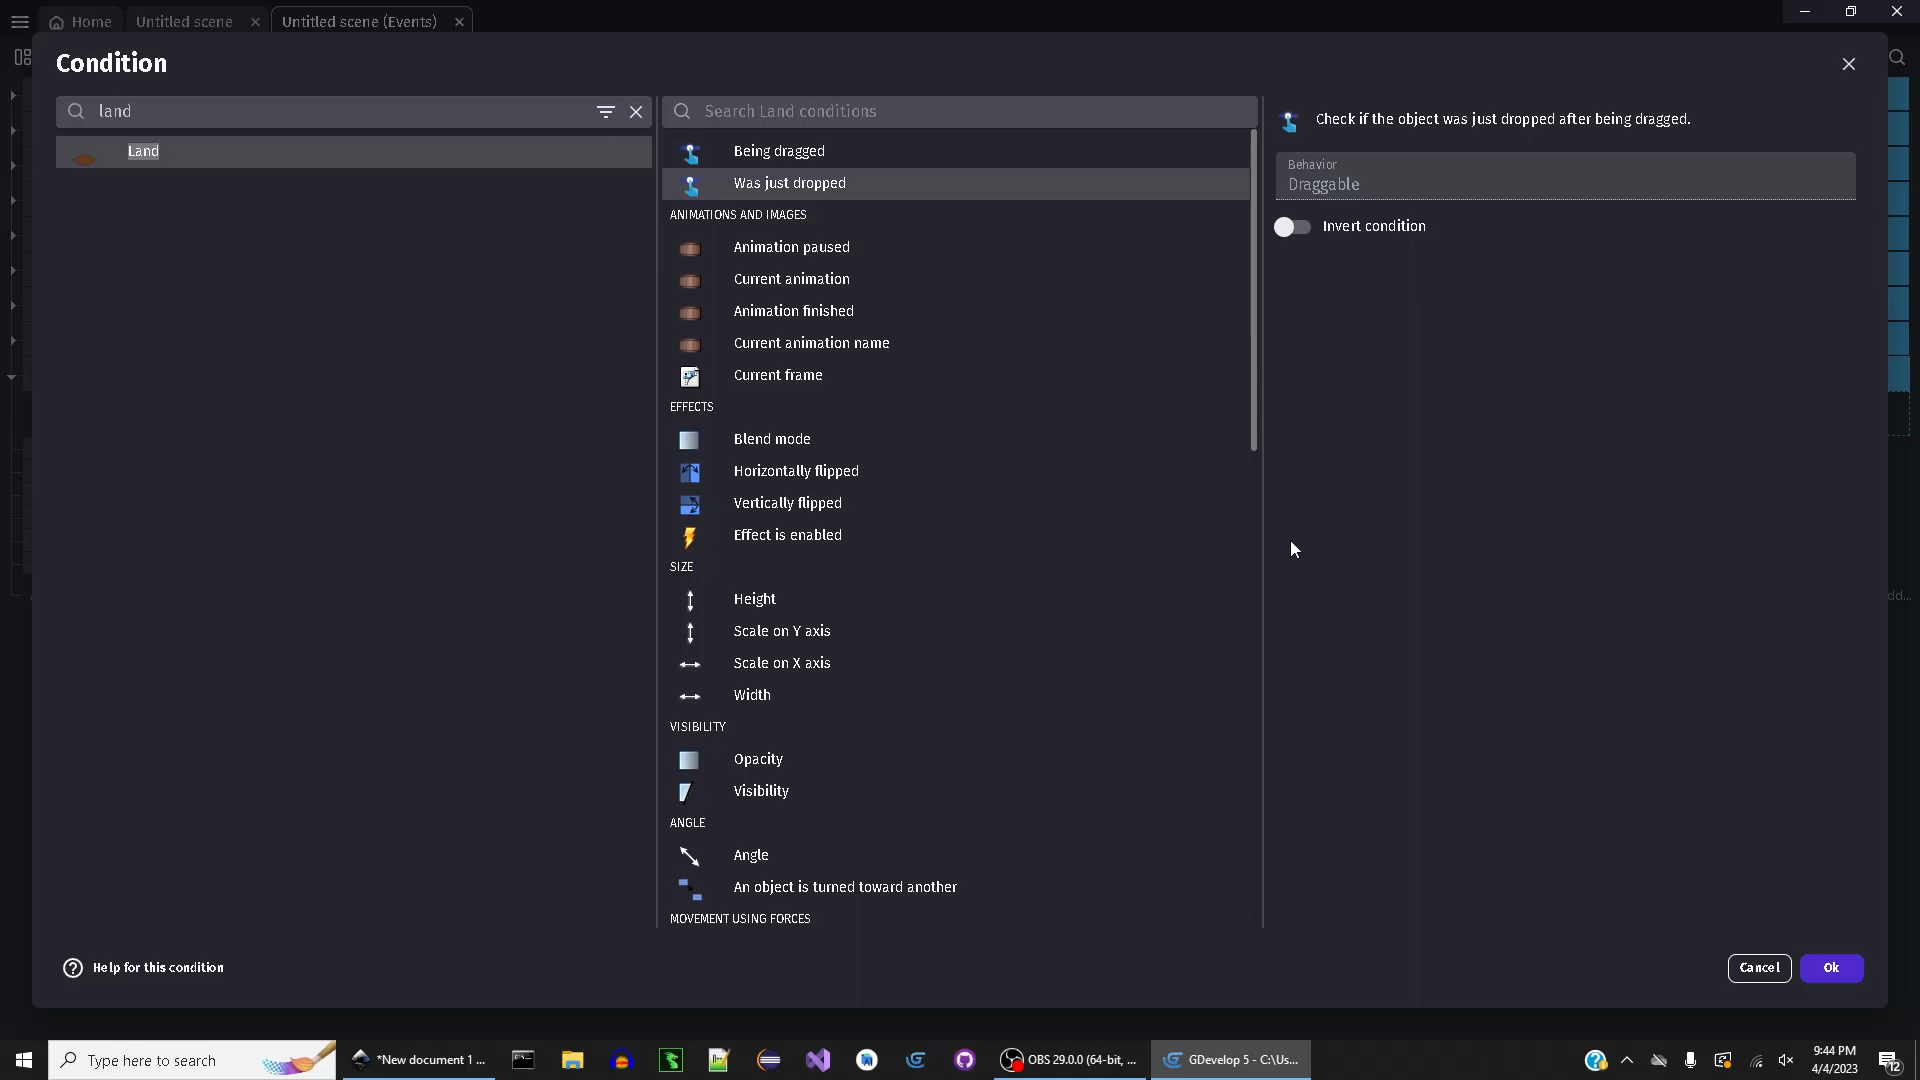 Home
Untitled scene
Untitled scene (Events)
Condition
land
Land
Search Land conditions
Being dragged
Was just dropped
ANIMATIONS AND IMAGES
Animation paused
Current animation
Animation finished
Current animation name
Current frame
EFFECTS
Blend mode
Horizontally flipped
Vertically flipped
Effect is enabled
SIZE
Height
Scale on Y axis
Scale on X axis
Width
VISIBILITY
Opacity
Visibility
ANGLE
Angle
An object is turned toward another
MOVEMENT USING FORCES
Check if the object was just dropped after being dragged.
Behavior
Draggable
Invert condition
dd...
Help for this condition
Cancel
Ok
Type here to search
*New document 1 ...
OBS 29.0.0 (64-bit, ...
GDevelop 5 - C:\Us...
9:44 PM
4/4/2023
12